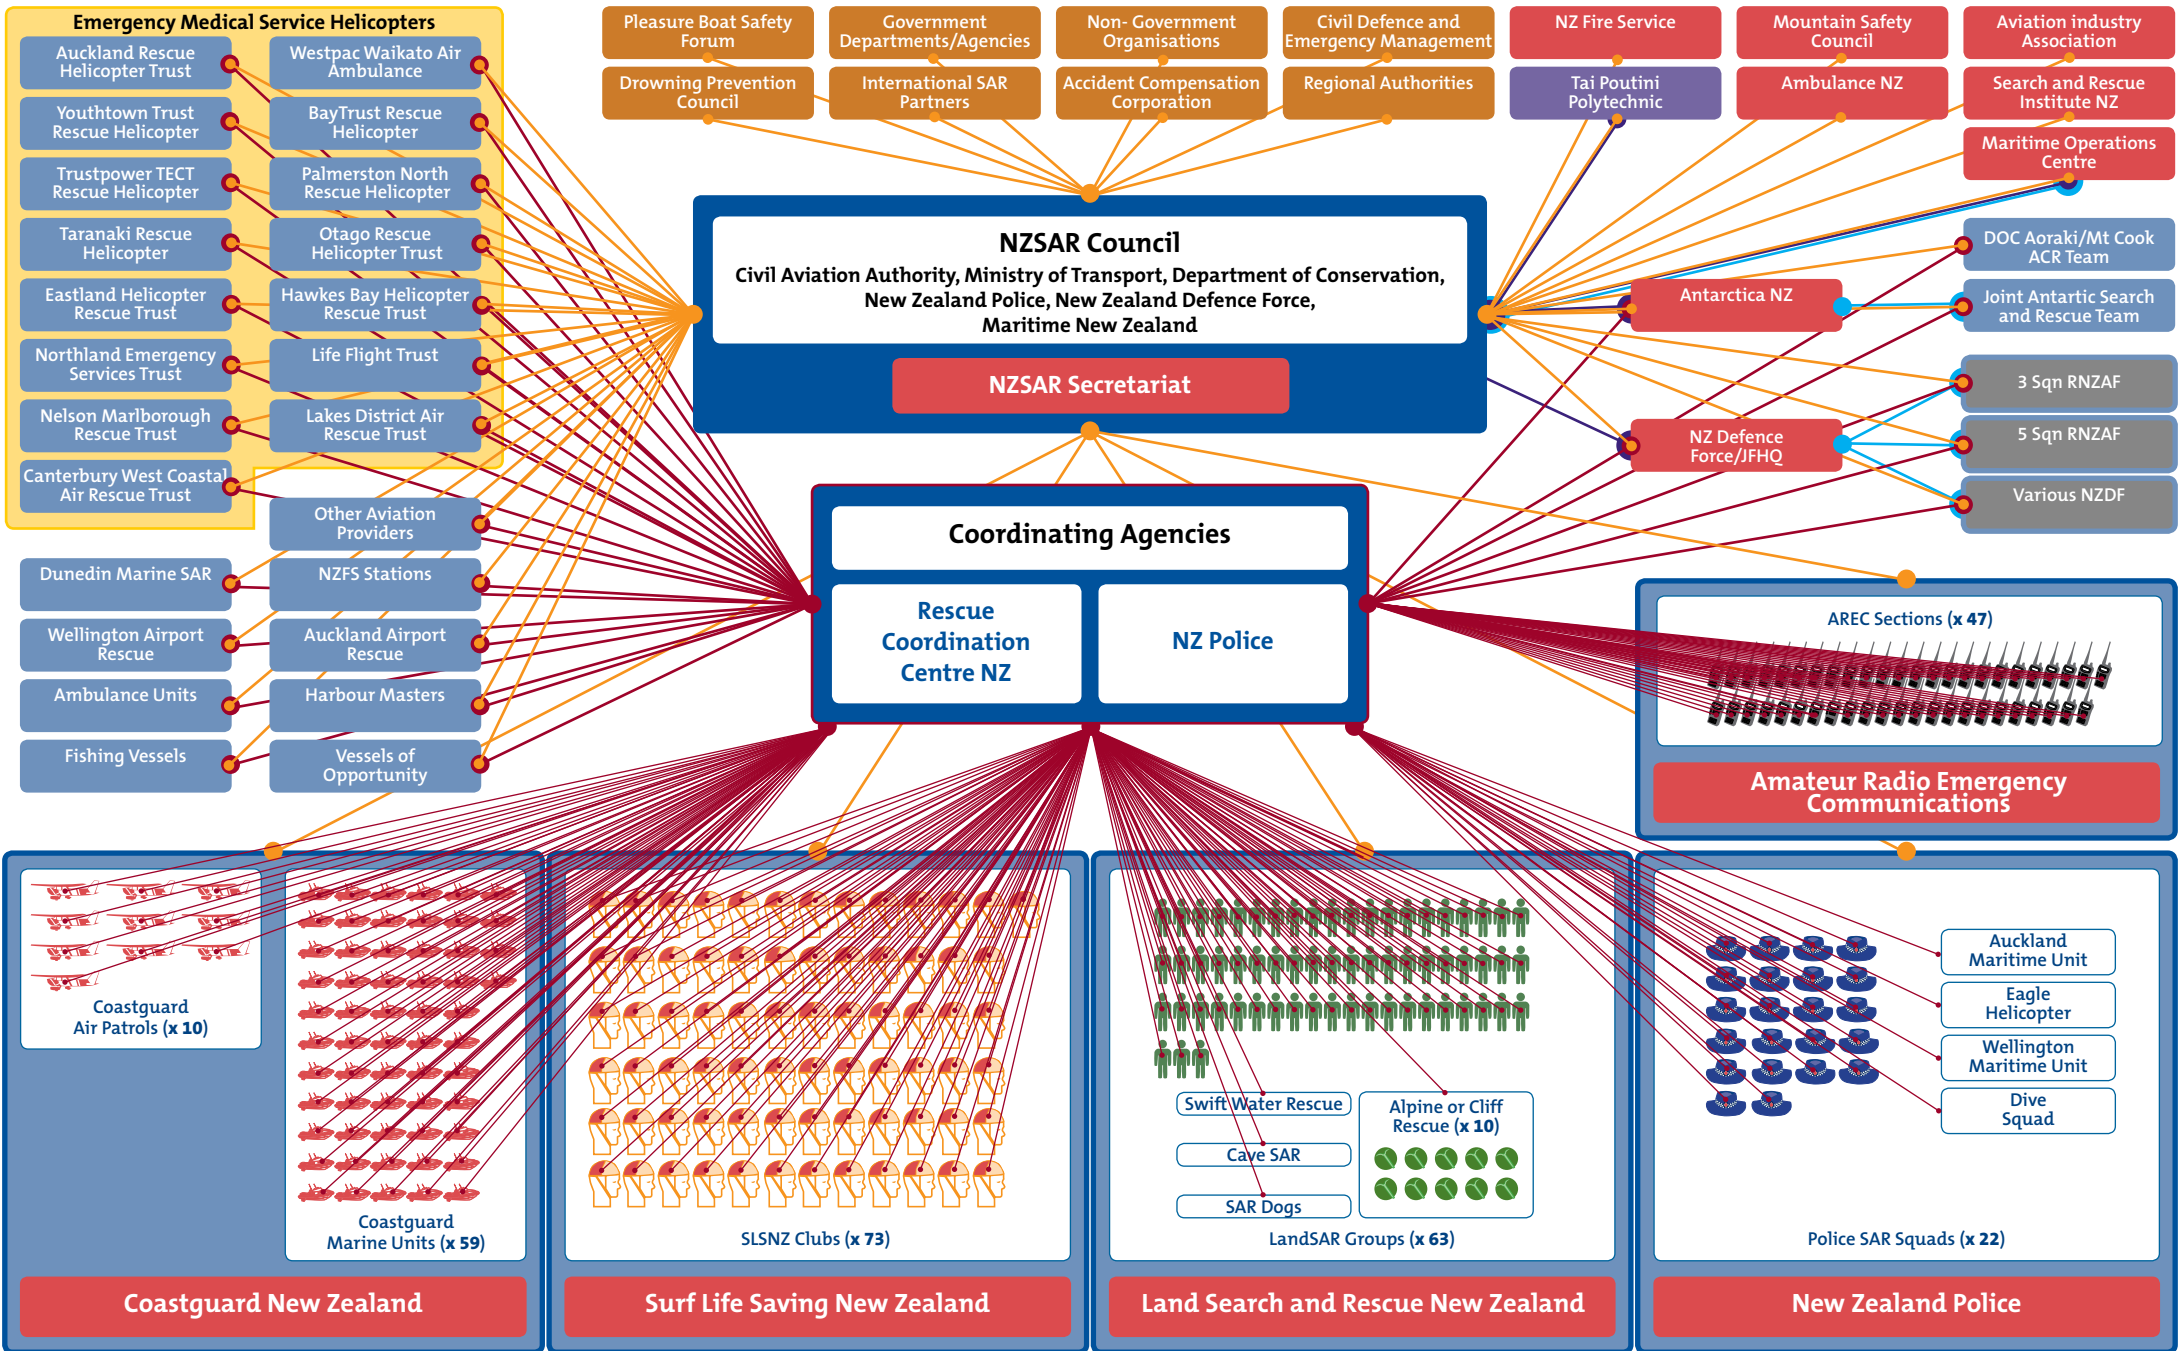 Emergency Medical Service Helicopters
Auckland Rescue
Helicopter Trust
Westpac Waikato Air
Ambulance
Youthtown Trust
Rescue Helicopter
BayTrust Rescue
Helicopter
Trustpower TECT
Rescue Helicopter
Palmerston North
Rescue Helicopter
Taranaki Rescue
Helicopter
Otago Rescue
Helicopter Trust
Eastland Helicopter
Rescue Trust
Hawkes Bay Helicopter
Rescue Trust
Northland Emergency
Services Trust
Life Flight Trust
Nelson Marlborough
Rescue Trust
Lakes District Air
Rescue Trust
Canterbury West Coastal
Air Rescue Trust
Other Aviation
Providers
Dunedin Marine SAR
NZFS Stations
Wellington Airport
Rescue
Auckland Airport
Rescue
Ambulance Units
Harbour Masters
Fishing Vessels
Vessels of
Opportunity
Pleasure Boat Safety
Forum
Government
Departments/Agencies
Non- Government
Organisations
Civil Defence and
Emergency Management
NZ Fire Service
Mountain Safety
Council
Aviation industry
Association
Drowning Prevention
Council
International SAR
Partners
Accident Compensation
Corporation
Regional Authorities
Tai Poutini
Polytechnic
Ambulance NZ
Search and Rescue
Institute NZ
Maritime Operations
Centre
NZSAR Council
Civil Aviation Authority, Ministry of Transport, Department of Conservation,
New Zealand Police, New Zealand Defence Force,
Maritime New Zealand
NZSAR Secretariat
DOC Aoraki/Mt Cook
ACR Team
Antarctica NZ
Joint Antartic Search
and Rescue Team
3 Sqn RNZAF
NZ Defence
Force/JFHQ
5 Sqn RNZAF
Various NZDF
Coordinating Agencies
Rescue
Coordination
Centre NZ
NZ Police
AREC Sections (x 47)
Amateur Radio Emergency
Communications
Coastguard
Air Patrols (x 10)
Coastguard
Marine Units (x 59)
Coastguard New Zealand
SLSNZ Clubs (x 73)
Surf Life Saving New Zealand
Swift Water Rescue
Cave SAR
SAR Dogs
Alpine or Cliff
Rescue (x 10)
LandSAR Groups (x 63)
Land Search and Rescue New Zealand
Auckland
Maritime Unit
Eagle
Helicopter
Wellington
Maritime Unit
Dive
Squad
Police SAR Squads (x 22)
New Zealand Police